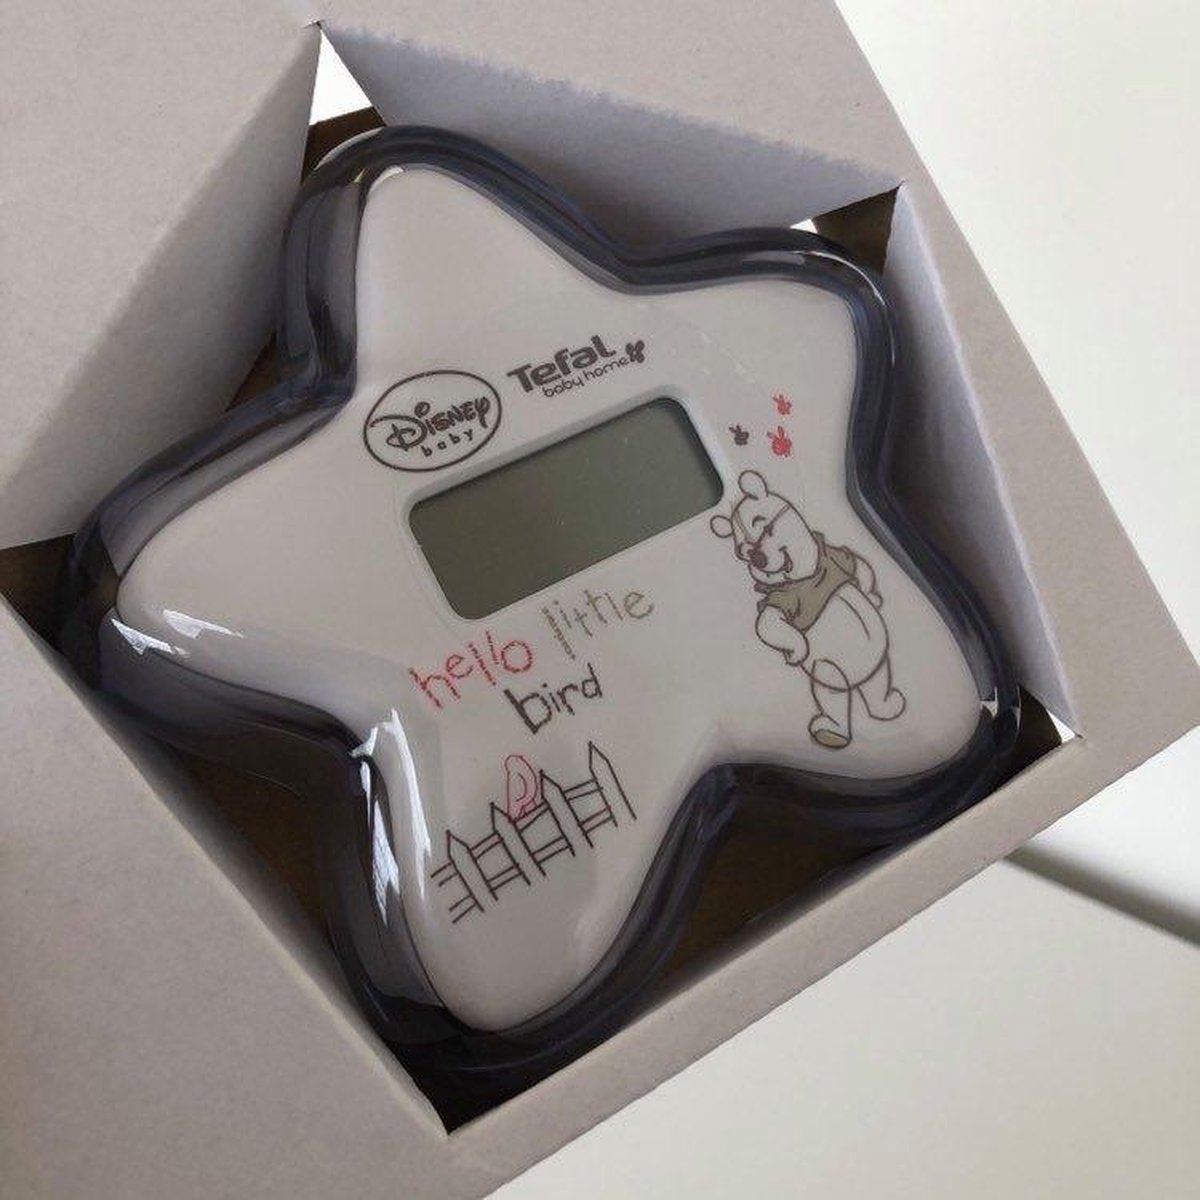 Disney
baby
Tefal
baby home
hello little
bird